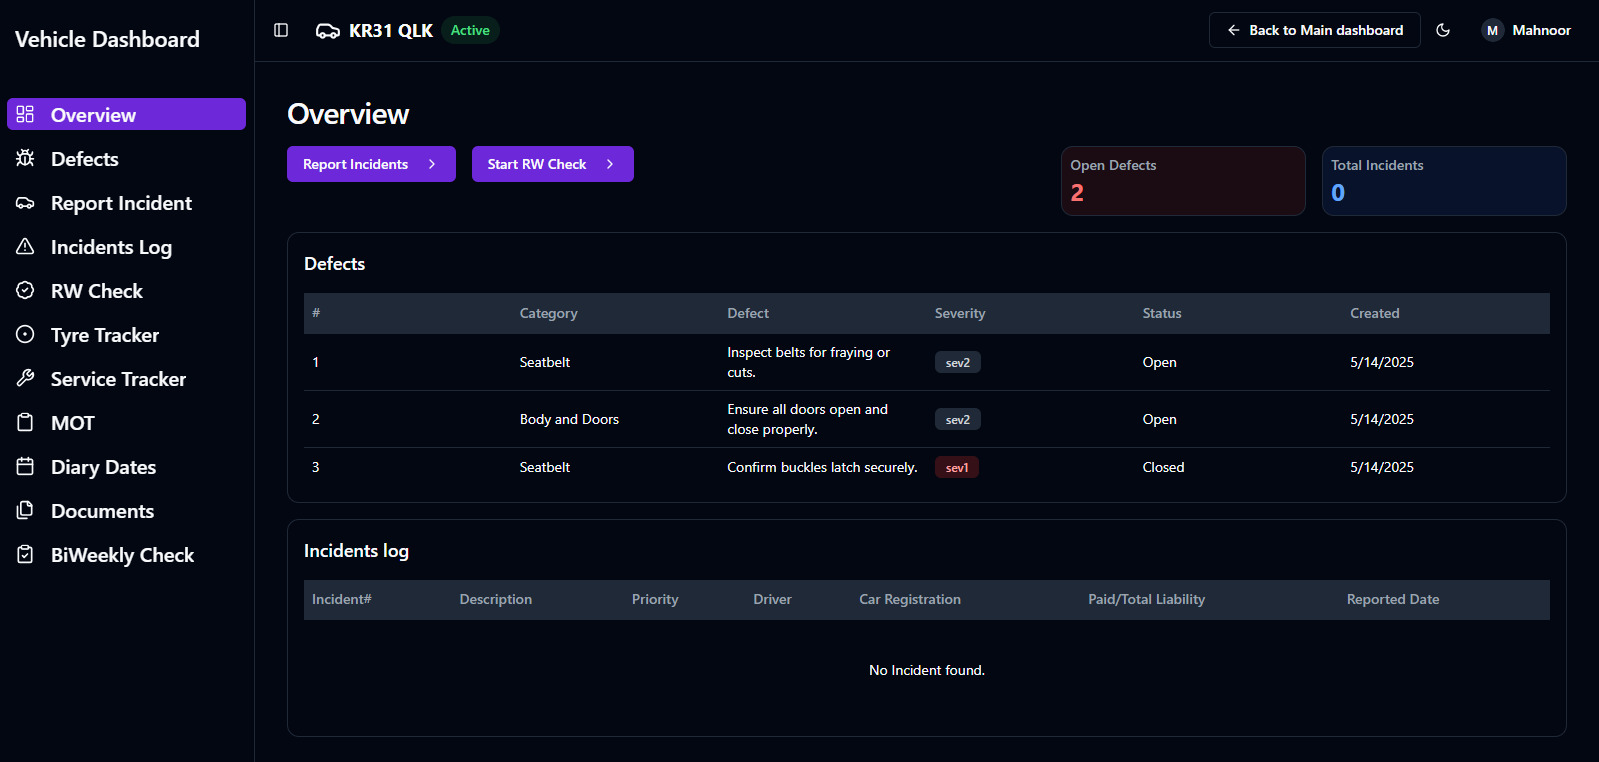 Vehicle Dashboard
KR31 QLK Active
Back to Main dashboard
M Mahnoor
Overview
Defects
Report Incident
Incidents Log
RW Check
Tyre Tracker
Service Tracker
MOT
Diary Dates
Documents
BiWeekly Check
Overview
Report Incidents
Start RW Check
Open Defects
2
Total Incidents
0
Defects
# Category Defect Severity Status Created
1 Seatbelt Inspect belts for fraying or
cuts. sev2 Open 5/14/2025
2 Body and Doors Ensure all doors open and
close properly. sev2 Open 5/14/2025
3 Seatbelt Confirm buckles latch securely. sev1 Closed 5/14/2025
Incidents log
Incident# Description Priority Driver Car Registration Paid/Total Liability Reported Date
No Incident found.